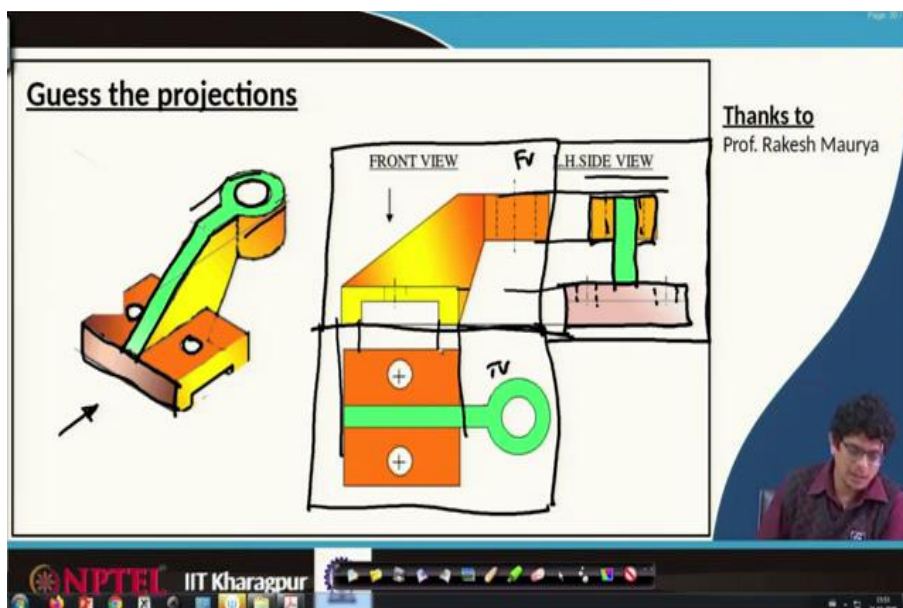 Guess the projections
Thanks to
Prof. Rakesh Maurya
FRONT VIEW
FV
L.H.SIDE VIEW
TV
NPTEL
IIT Kharagpur